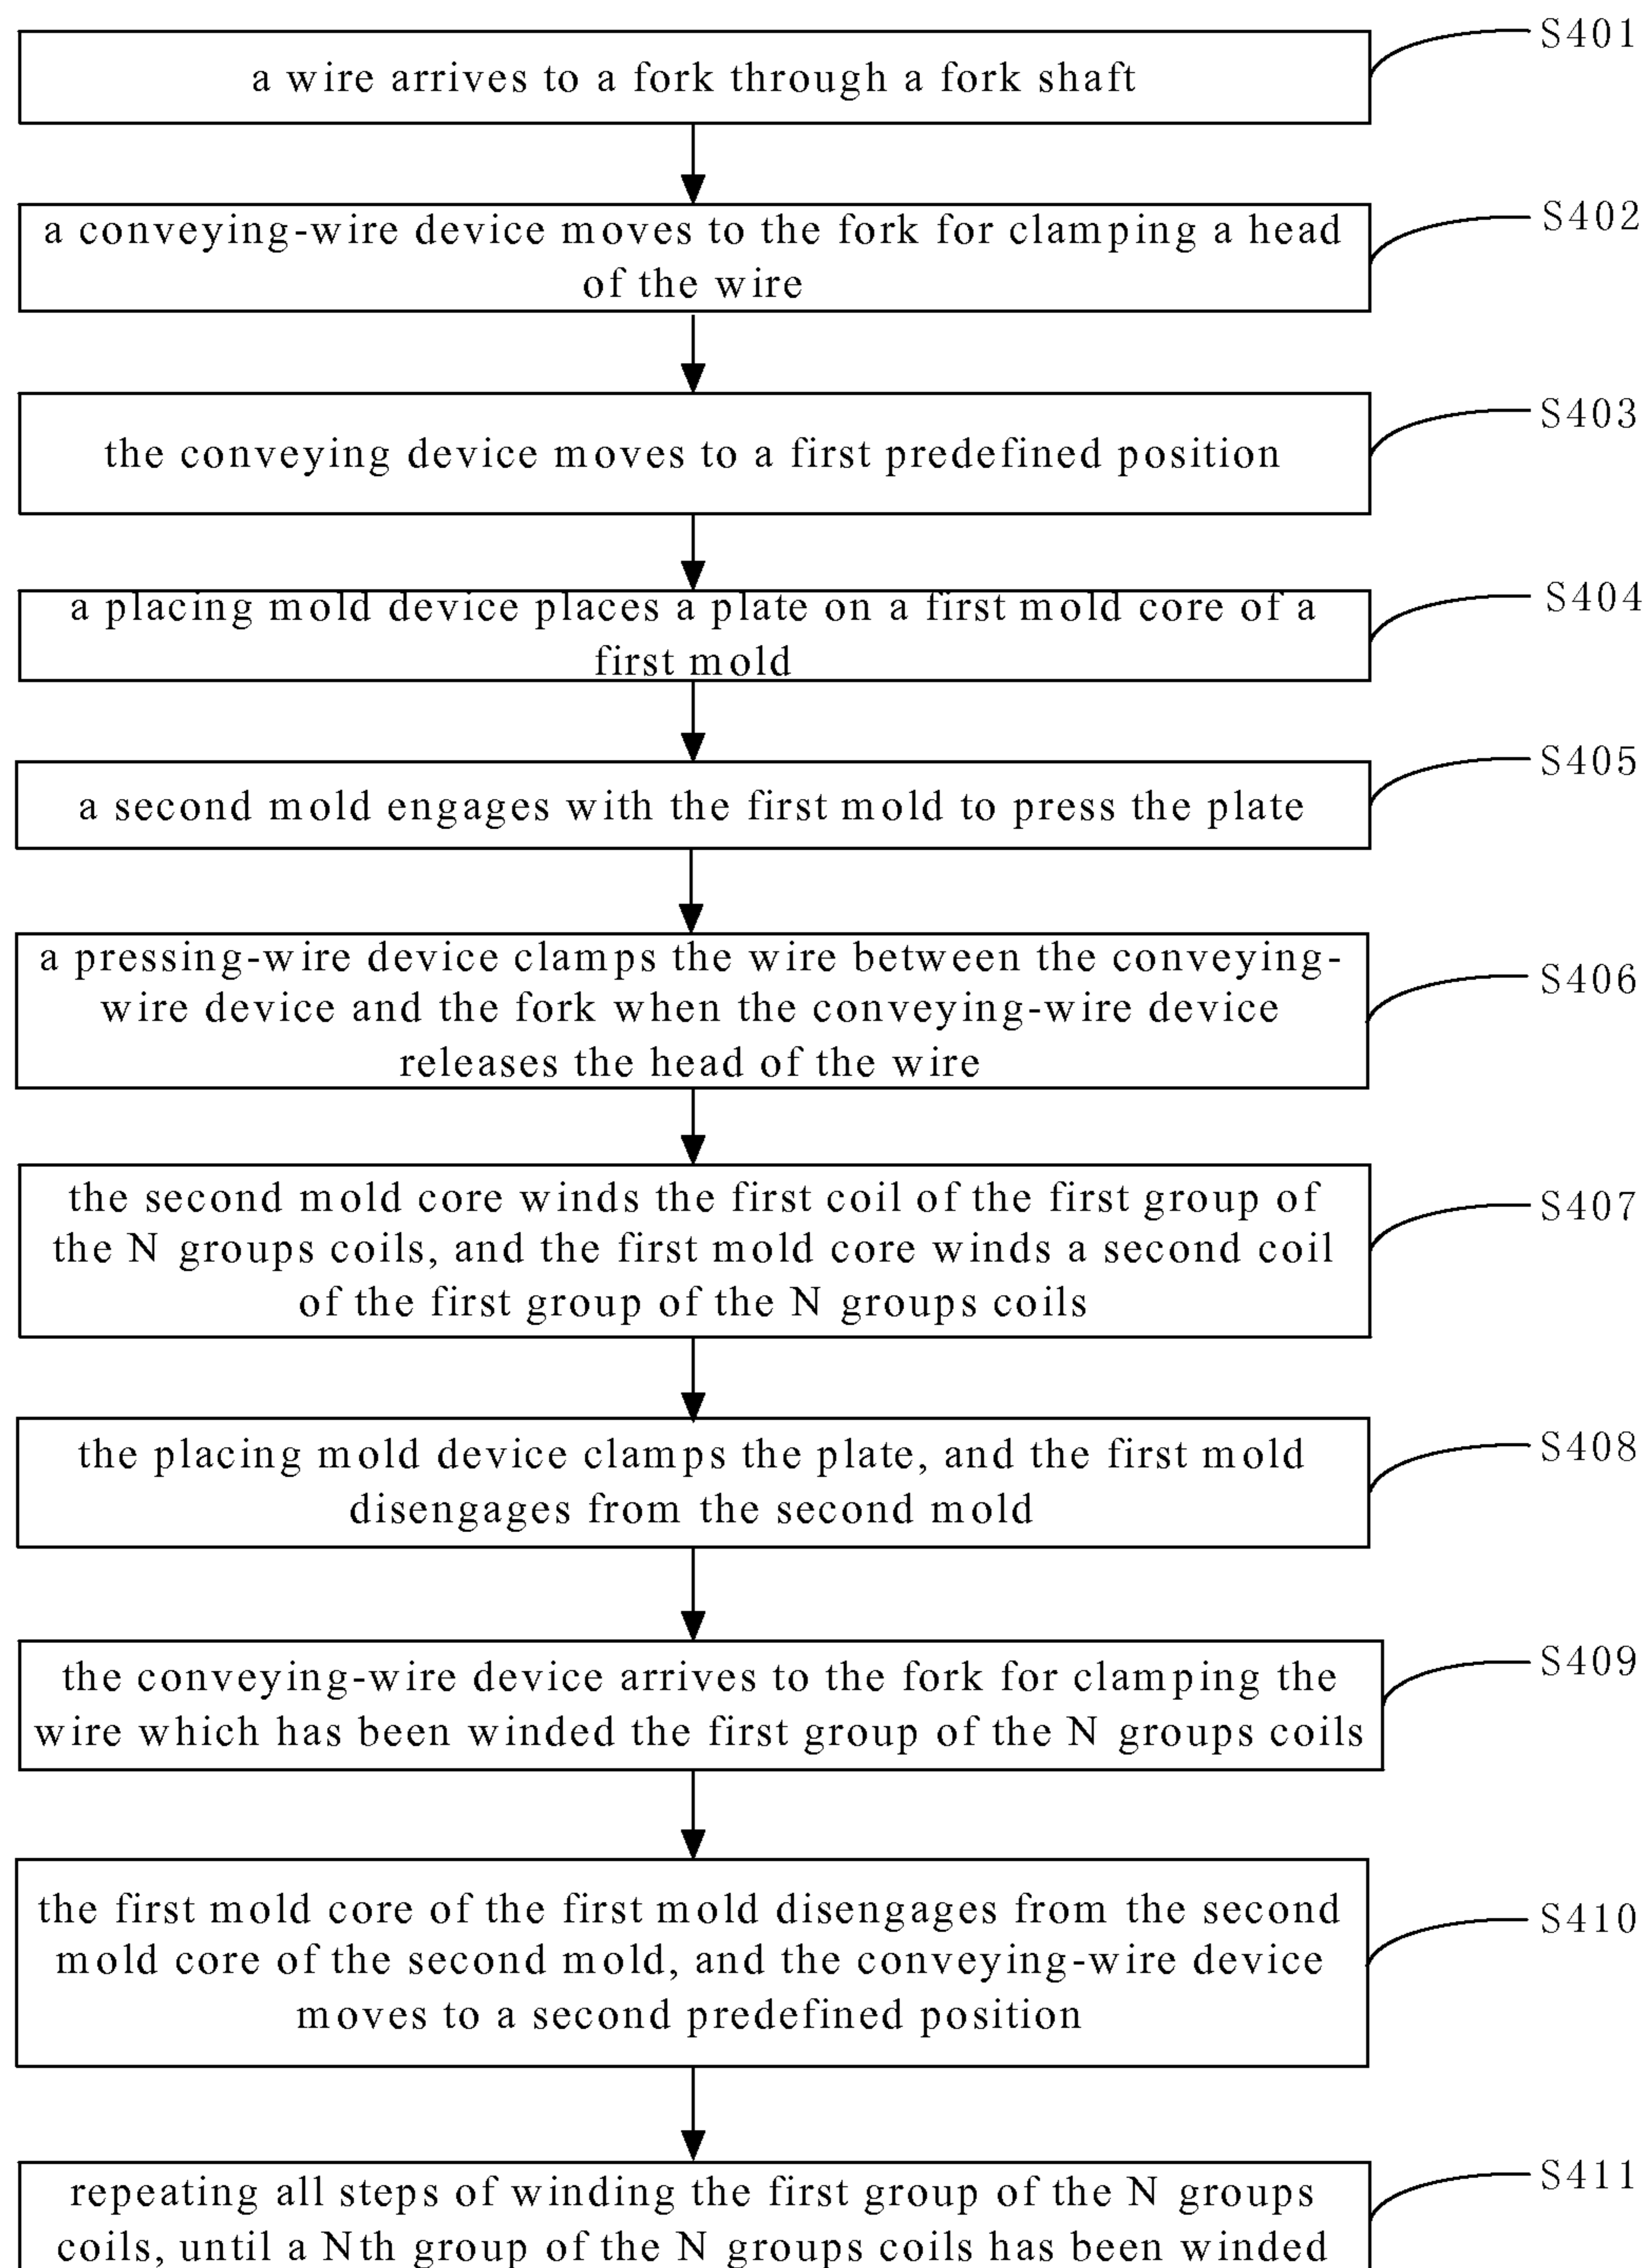 S401
a wire arrives to a fork through a fork shaft
S402
a conveying-wire device moves to the fork for clamping a head
of the wire
S403
the conveying device moves to a first predefined position
S404
a placing mold device places a plate on a first mold core of a
first mold
S405
a second mold engages with the first mold to press the plate
S406
a pressing-wire device clamps the wire between the conveying-
wire device and the fork when the conveying-wire device
releases the head of the wire
S407
the second mold core winds the first coil of the first group of
the N groups coils, and the first mold core winds a second coil
of the first group of the N groups coils
S408
the placing mold device clamps the plate, and the first mold
disengages from the second mold
S409
the conveying-wire device arrives to the fork for clamping the
wire which has been winded the first group of the N groups coils
S410
the first mold core of the first mold disengages from the second
mold core of the second mold, and the conveying-wire device
moves to a second predefined position
S411
repeating all steps of winding the first group of the N groups
coils, until a Nth group of the N groups coils has been winded